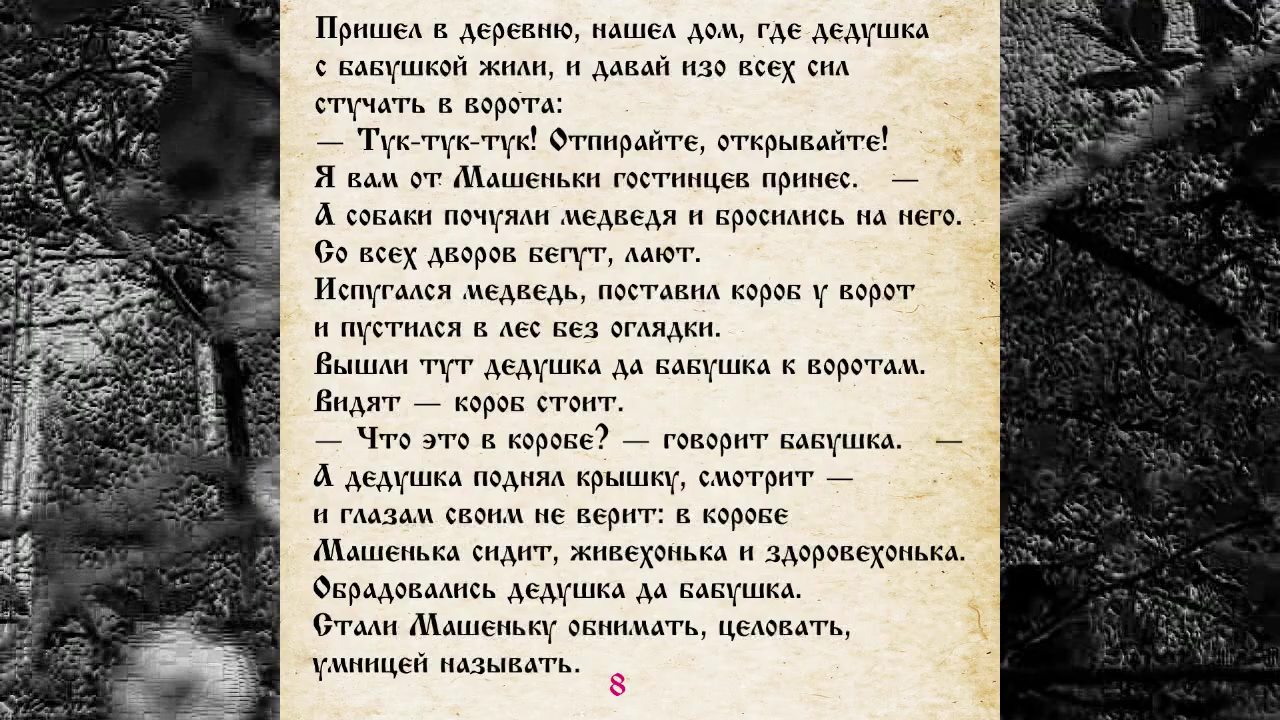 Пришел в деревню, нашел дом, где дедушка
с бабушкой жили, и давай изо всех сил
стучать в ворота:
— Тук-тук-тук! Отпирайте, открывайте!
Я вам от Машеньки гостинцев принес. —
А собаки почуяли медведя и бросились на него.
Со всех дворов бегут, лают.
Испугался медведь, поставил короб у ворот
и пустился в лес без оглядки.
Вышли тут дедушка да бабушка к воротам.
Видят — короб стоит.
— Что это в коробе? — говорит бабушка. —
А дедушка поднял крышку, смотрит —
и глазам своим не верит: в коробе
Машенька сидит, живехонька и здоровехонька.
Обрадовались дедушка да бабушка.
Стали Машеньку обнимать, целовать,
умницей называть.
8